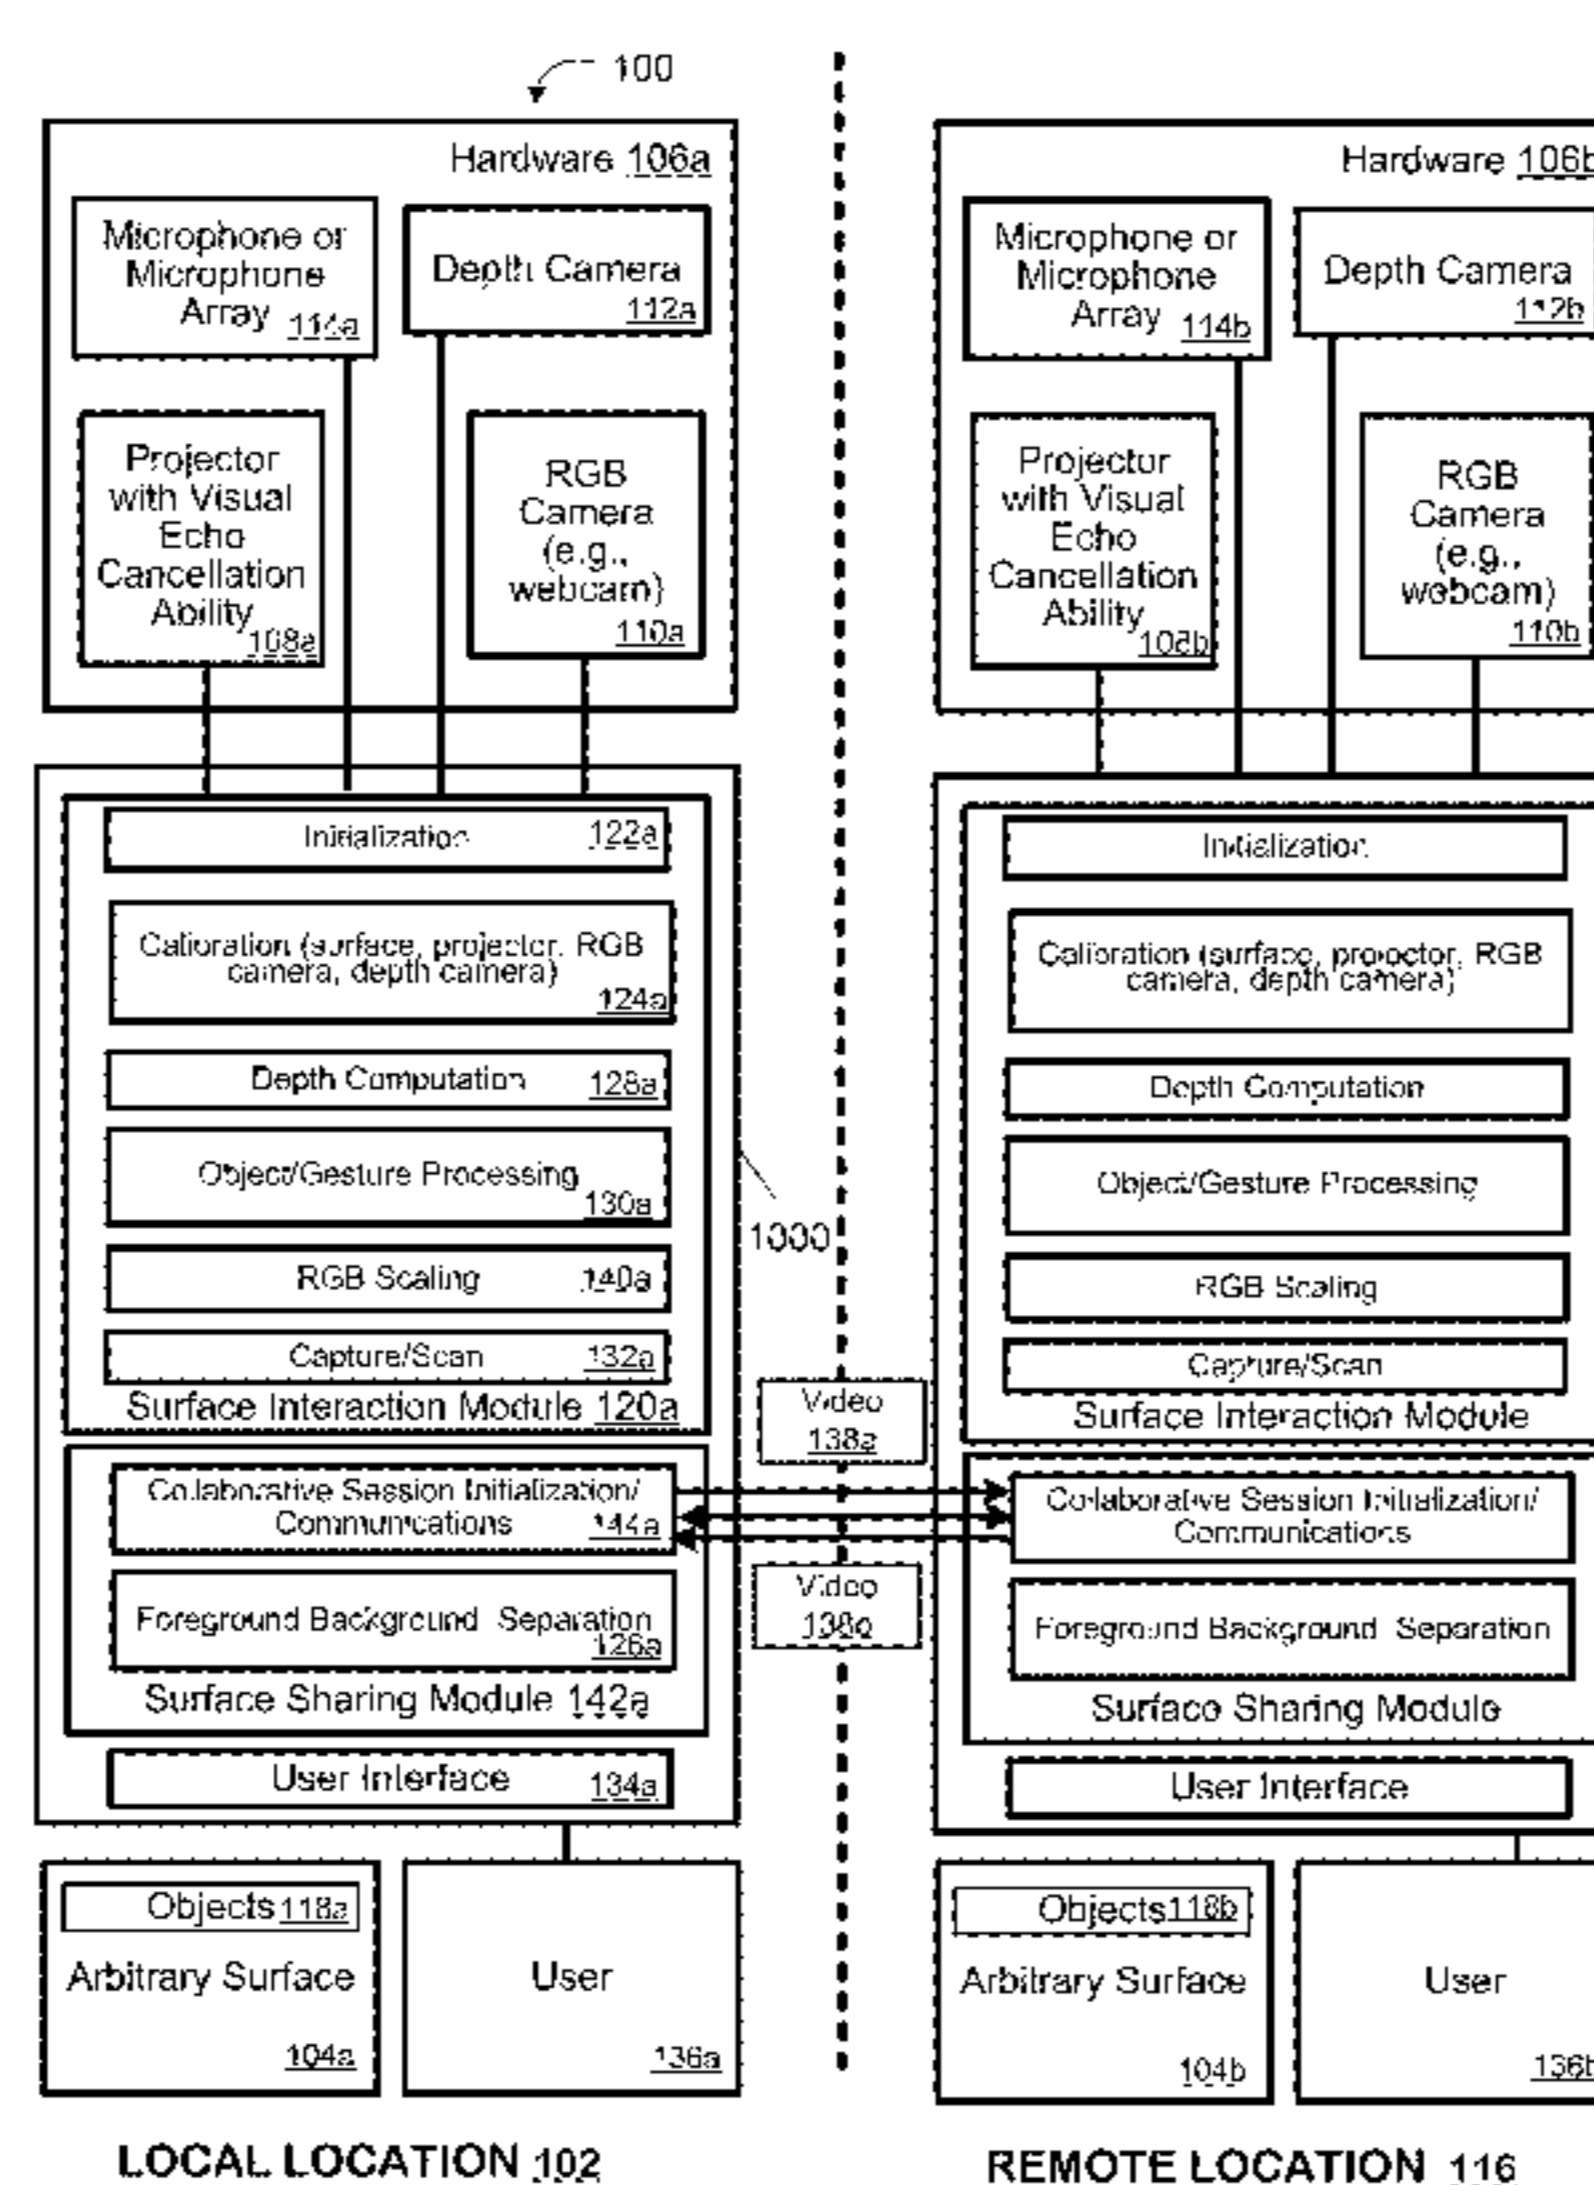 100
Hardware 106a
Microphone or
Microphone
Array 114a
Depth Camera
112a
Projector
with Visual
Echo
Cancellation
Ability
108a
RGB
Camera
(e.g.,
webcam)
110a
Initialization 122a
Calibration (surface, projector, RGB
camera, depth camera)
124a
Depth Computation 128a
Object/Gesture Processing
130a
RGB Scaling 140a
Capture/Scan 132a
Surface Interaction Module 120a
Collaborative Session Initialization/
Communications 144a
Foreground Background Separation
126a
Surface Sharing Module 142a
User Interface 134a
Objects 118a
Arbitrary Surface
104a
User
136a
LOCAL LOCATION 102
1000
Video
138a
Video
Hardware 106b
Microphone or
Microphone
Array 114b
Depth Camera
112b
Projector
with Visual
Echo
Cancellation
Ability
108b
RGB
Camera
(e.g.,
webcam)
110b
Initialization
Calibration (surface, projector, RGB
camera, depth camera)
Depth Computation
Object/Gesture Processing
RGB Scaling
Capture/Scan
Surface Interaction Module
Collaborative Session Initialization/
Communications
Foreground Background Separation
Surface Sharing Module
User Interface
Objects 118b
Arbitrary Surface
104b
User
136b
REMOTE LOCATION 116